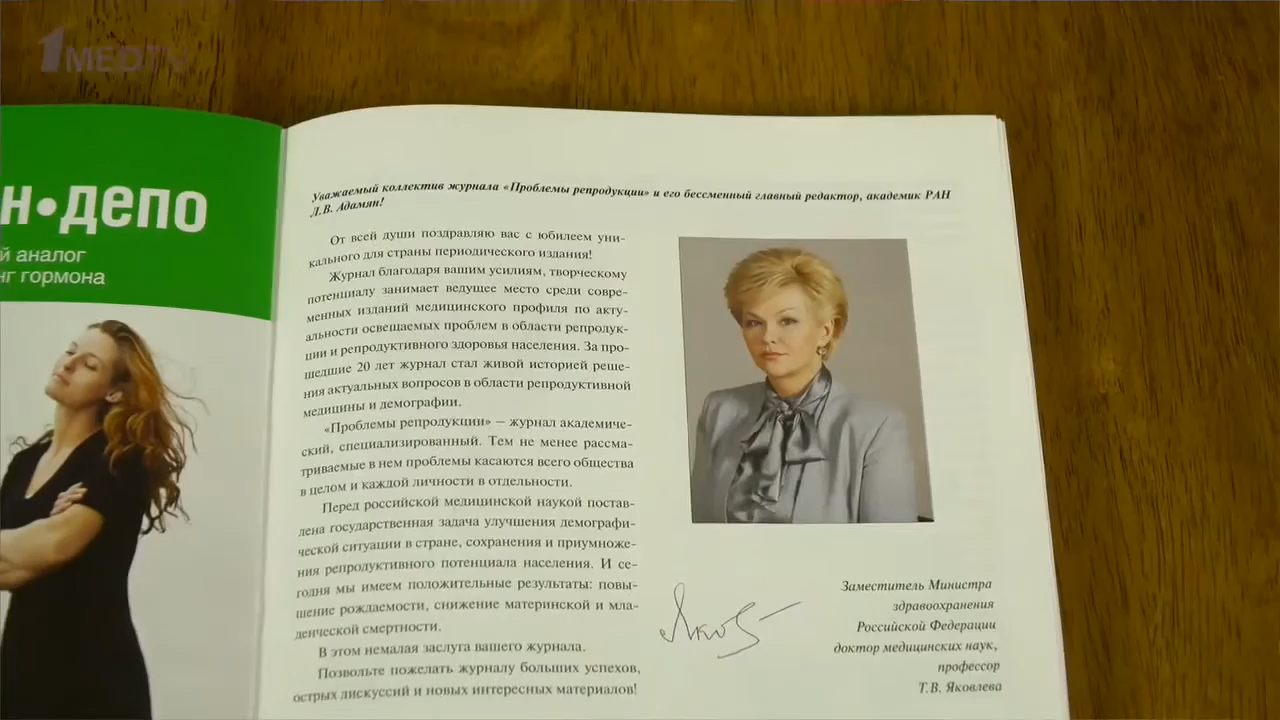 1MEDTV
н•депо
й аналог
нг гормона
Уважаемый коллектив журнала «Проблемы репродукции» и его бессменный главный редактор, академик РАН
Л.В. Адамян!
От всей души поздравляю вас с юбилеем уни-
кального для страны периодического издания!
Журнал благодаря вашим усилиям, творческому
потенциалу занимает ведущее место среди совре-
менных изданий медицинского профиля по акту-
альности освещаемых проблем в области репродук-
ции и репродуктивного здоровья населения. За про-
шедшие 20 лет журнал стал живой историей реше-
ния актуальных вопросов в области репродуктивной
медицины и демографии.
«Проблемы репродукции» — журнал академиче-
ский, специализированный. Тем не менее рассма-
триваемые в нем проблемы касаются всего общества
в целом и каждой личности в отдельности.
Перед российской медицинской наукой постав-
лена государственная задача улучшения демографи-
ческой ситуации в стране, сохранения и приумноже-
ния репродуктивного потенциала населения. И се-
годня мы имеем положительные результаты: повы-
шение рождаемости, снижение материнской и мла-
денческой смертности.
В этом немалая заслуга вашего журнала.
Позвольте пожелать журналу больших успехов,
острых дискуссий и новых интересных материалов!
Заместитель Министра
здравоохранения
Российской Федерации
доктор медицинских наук,
профессор
Т.В. Яковлева